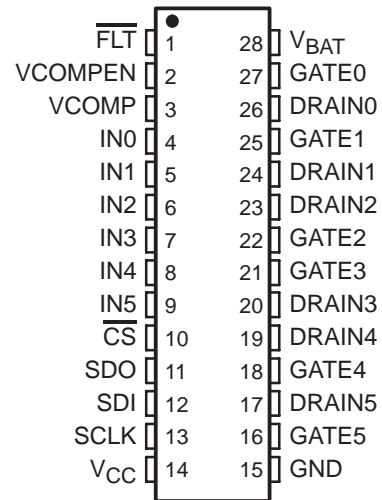 FLT 1 28 VBAT
VCOMPEN 2 27 GATE0
VCOMP 3 26 DRAIN0
IN0 4 25 GATE1
IN1 5 24 DRAIN1
IN2 6 23 DRAIN2
IN3 7 22 GATE2
IN4 8 21 GATE3
IN5 9 20 DRAIN3
CS 10 19 DRAIN4
SDO 11 18 GATE4
SDI 12 17 DRAIN5
SCLK 13 16 GATE5
VCC 14 15 GND